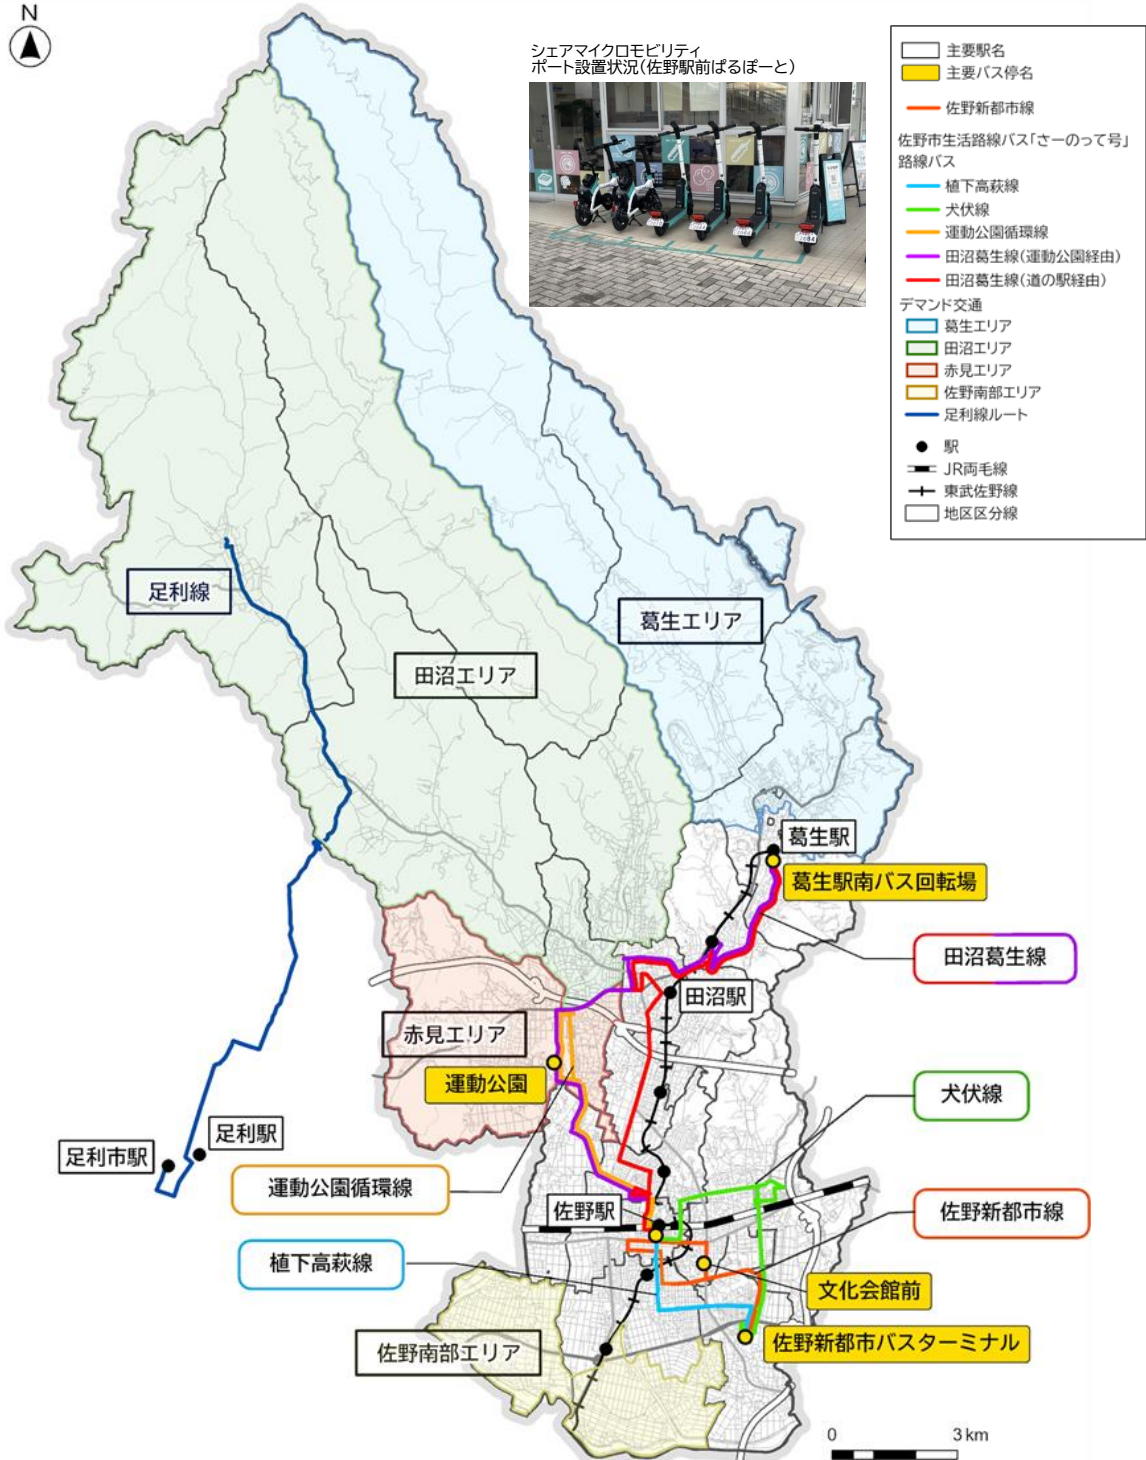 N
シェアマイクロモビリティ
ポート設置状況(佐野駅前ぱるぽーと)
主要駅名
主要バス停名
佐野新都市線
佐野市生活路線バス「さーのって号」
路線バス
植下高萩線
犬伏線
運動公園循環線
田沼葛生線(運動公園経由)
田沼葛生線(道の駅経由)
デマンド交通
葛生エリア
田沼エリア
赤見エリア
佐野南部エリア
足利線ルート
駅
JR両毛線
東武佐野線
地区区分線
足利線
葛生エリア
田沼エリア
葛生駅
葛生駅南バス回転場
田沼葛生線
田沼駅
赤見エリア
運動公園
犬伏線
足利駅
足利市駅
運動公園循環線
佐野駅
佐野新都市線
植下高萩線
文化会館前
佐野新都市バスターミナル
佐野南部エリア
0 3 km